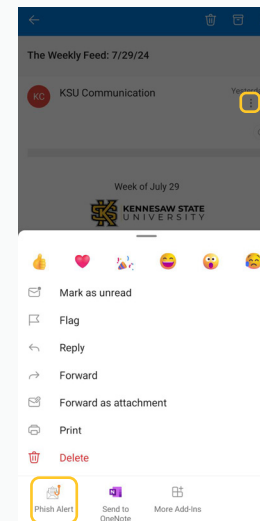 The Weekly Feed: 7/29/24
KC
KSU Communication
Week of July 29
KENNESAW STATE
UNIVERSITY
Mark as unread
Flag
Reply
Forward
Forward as attachment
Print
Delete
Phish Alert
Send to
OneNote
More Add-Ins